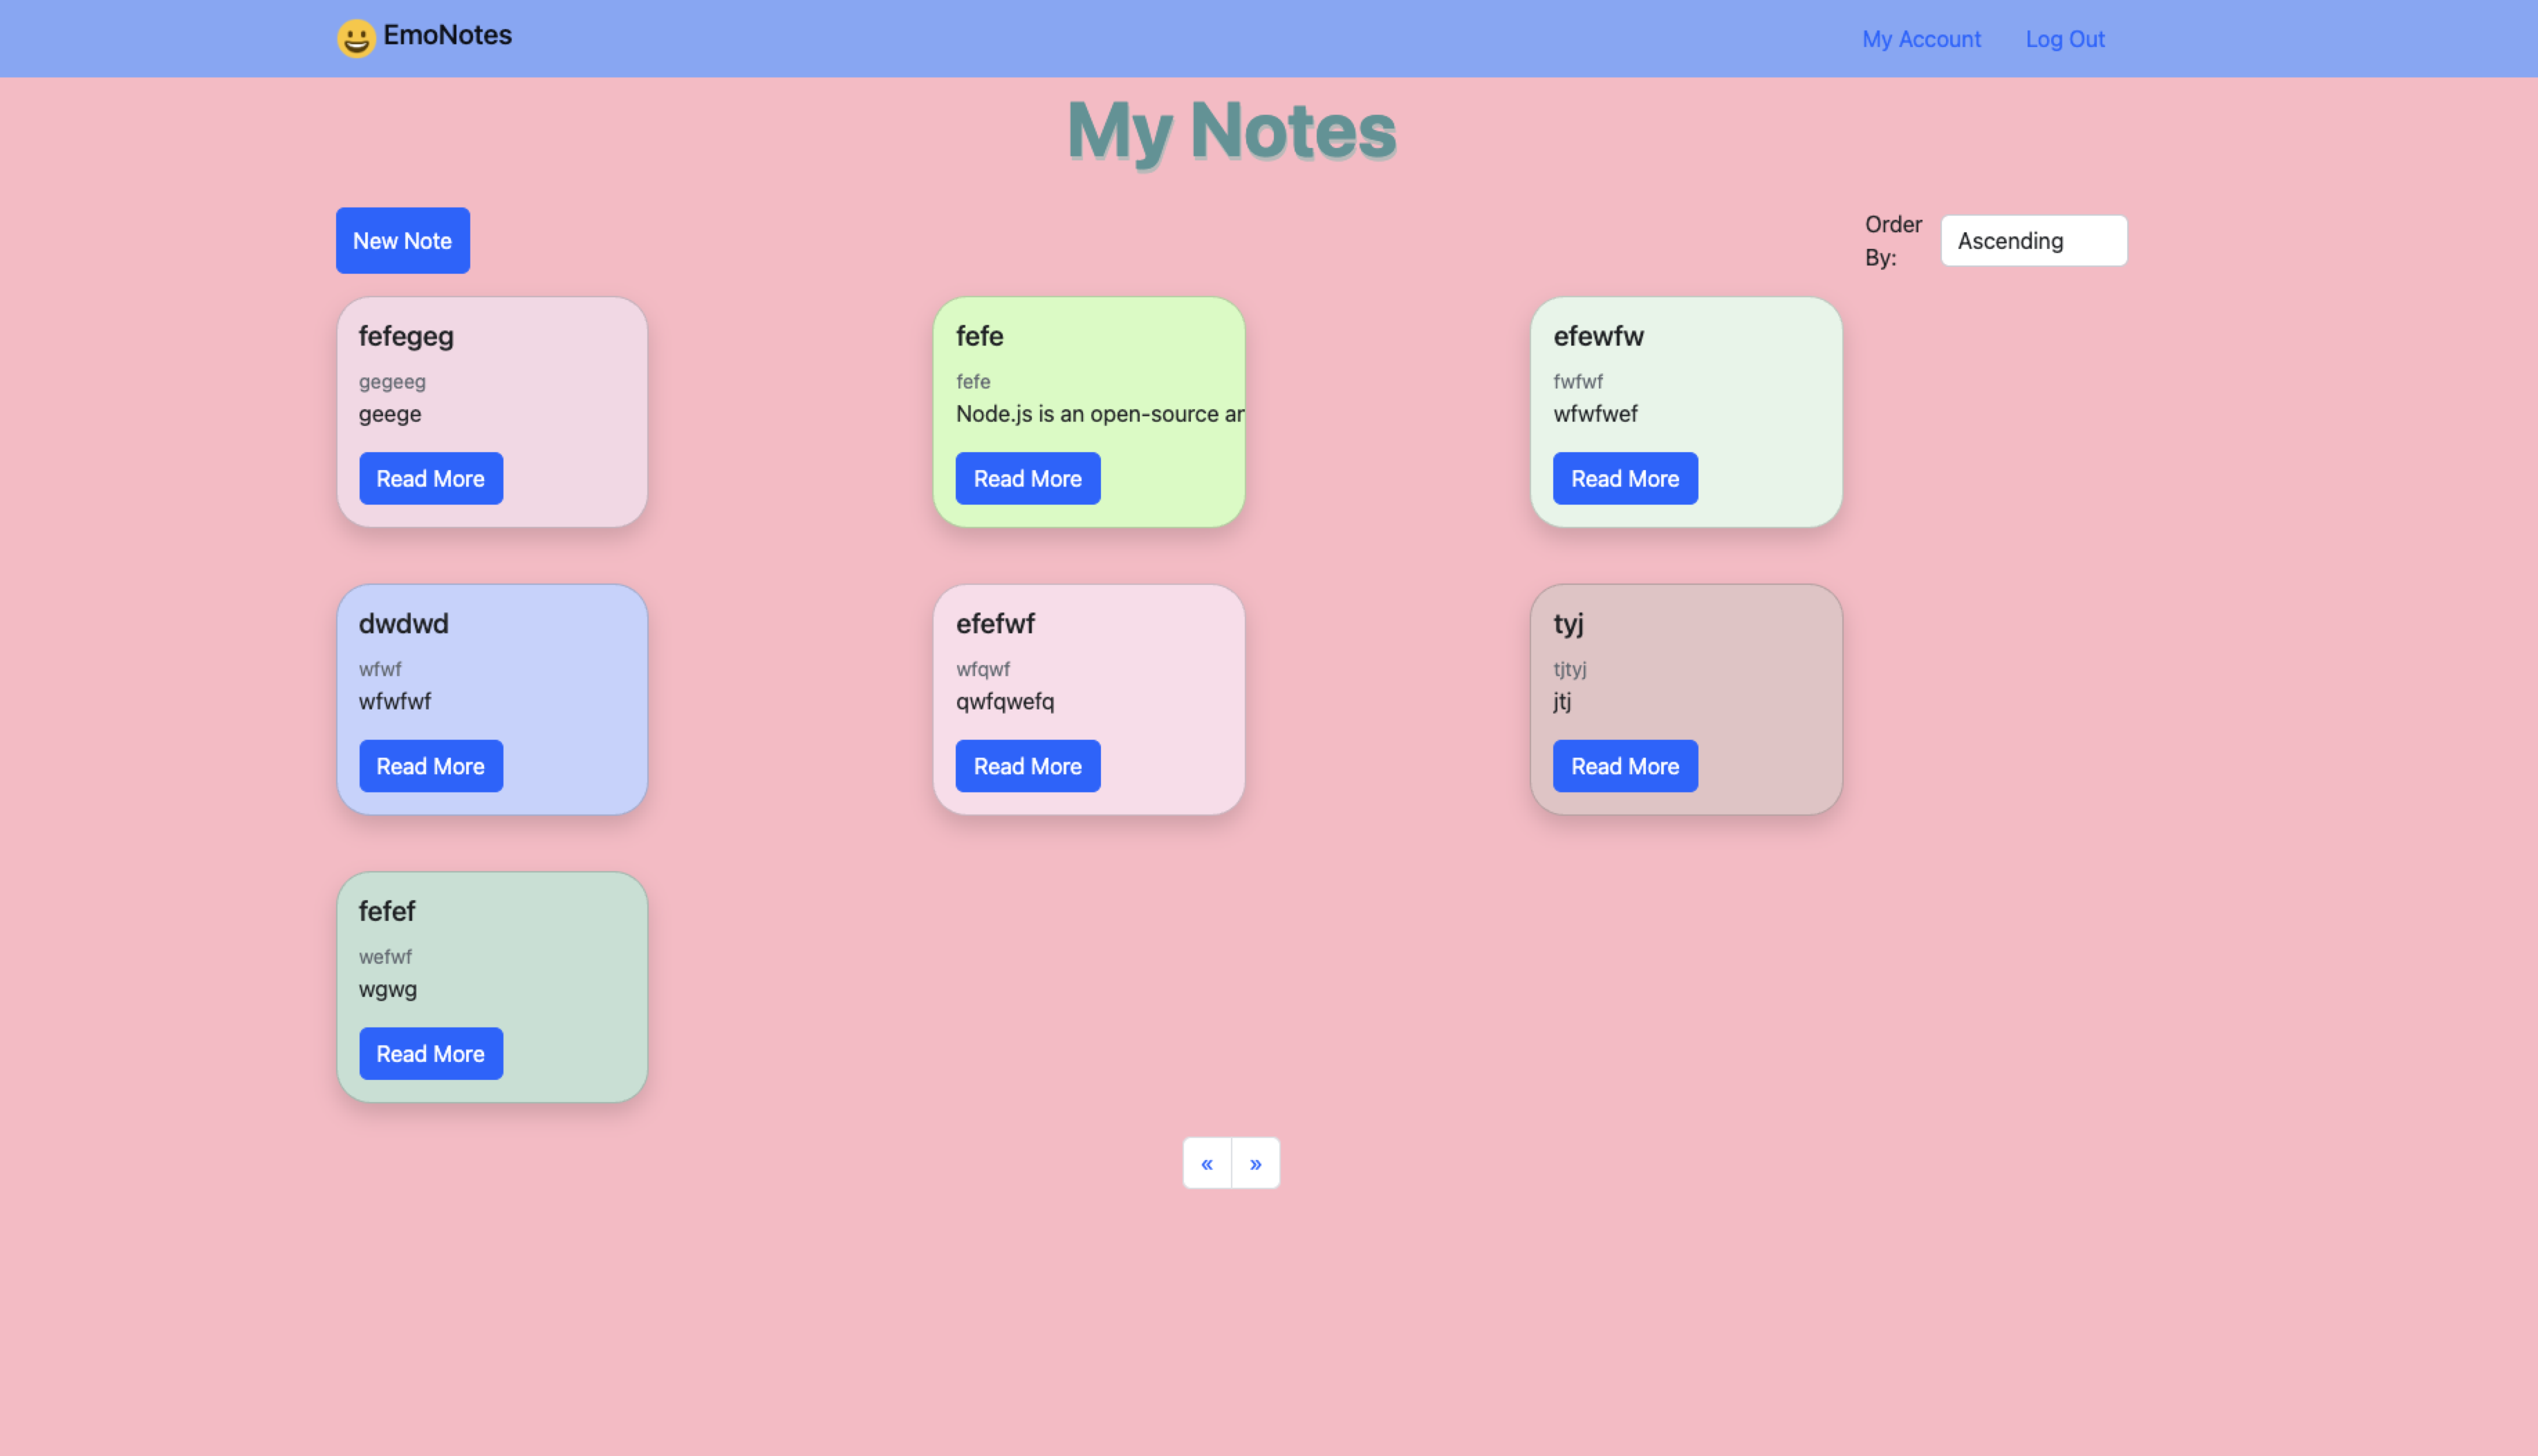 EmoNotes
My Account
Log Out
My Notes
New Note
Order
By:
Ascending
fefegeg
gegeeg
geege
Read More
fefe
fefe
Node.js is an open-source ar
Read More
efewfw
fwfwf
wfwfwef
Read More
dwdwd
wfwf
wfwfwf
Read More
efefwf
wfqwf
qwfqwefq
Read More
tyj
tjtyj
jtj
Read More
fefef
wefwf
wgwg
Read More
« »